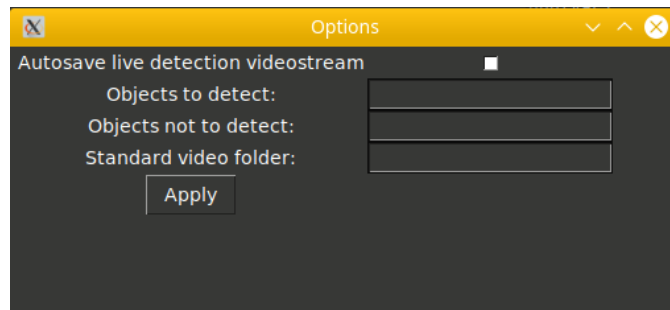 Options
Autosave live detection videostream
Objects to detect:
Objects not to detect:
Standard video folder:
Apply